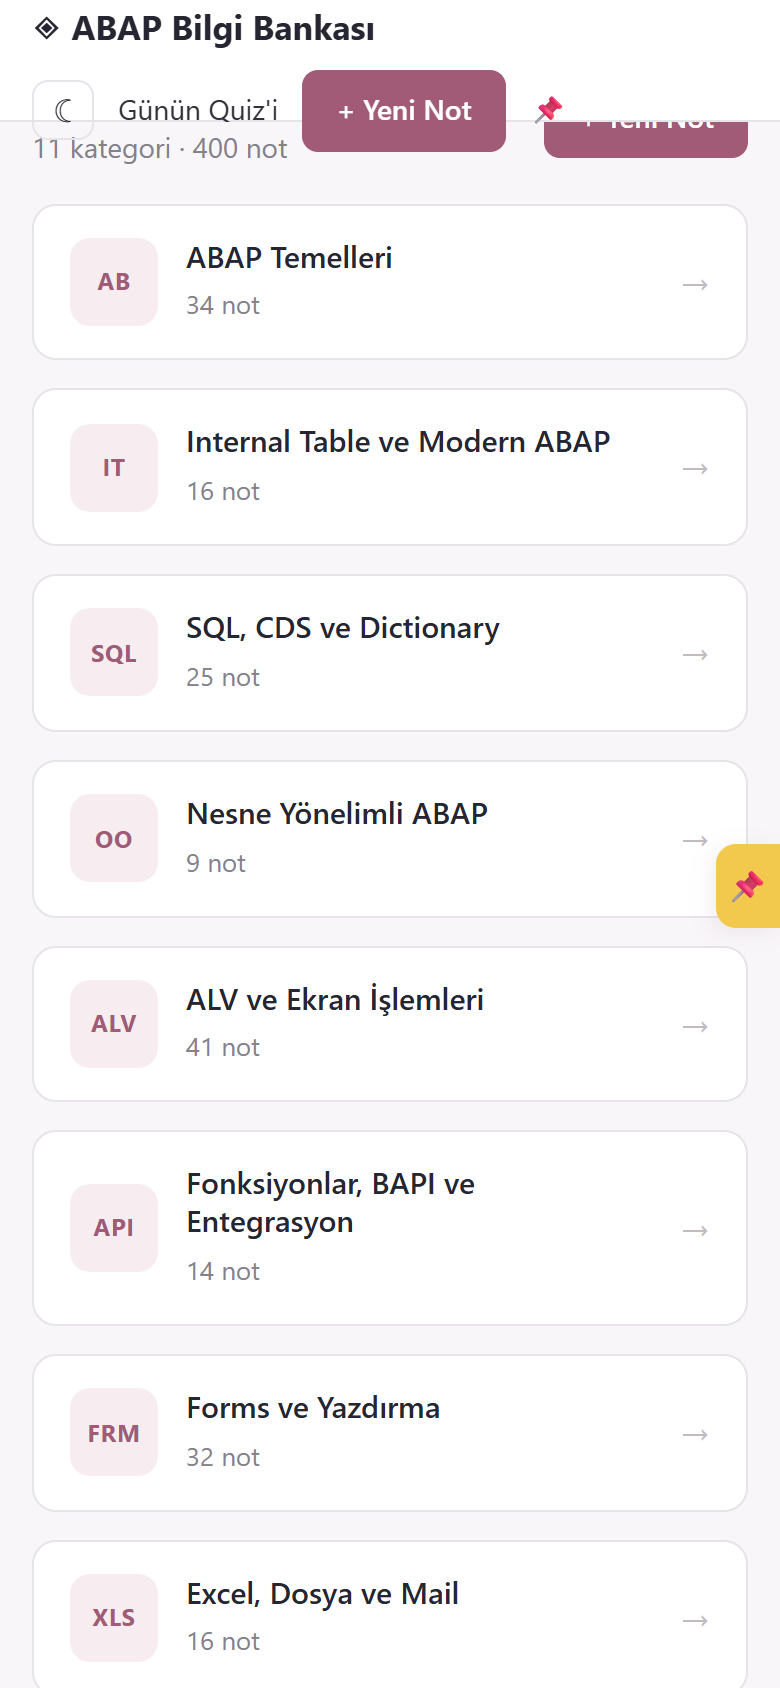 ABAP Bilgi Bankası
Günün Quiz'i
+ Yeni Not
+ Yeni Not
11 kategori · 400 not
AB
ABAP Temelleri
34 not
→
IT
Internal Table ve Modern ABAP
16 not
→
SQL
SQL, CDS ve Dictionary
25 not
→
OO
Nesne Yönelimli ABAP
9 not
→
ALV
ALV ve Ekran İşlemleri
41 not
→
API
Fonksiyonlar, BAPI ve
Entegrasyon
14 not
→
FRM
Forms ve Yazdırma
32 not
→
XLS
Excel, Dosya ve Mail
16 not
→